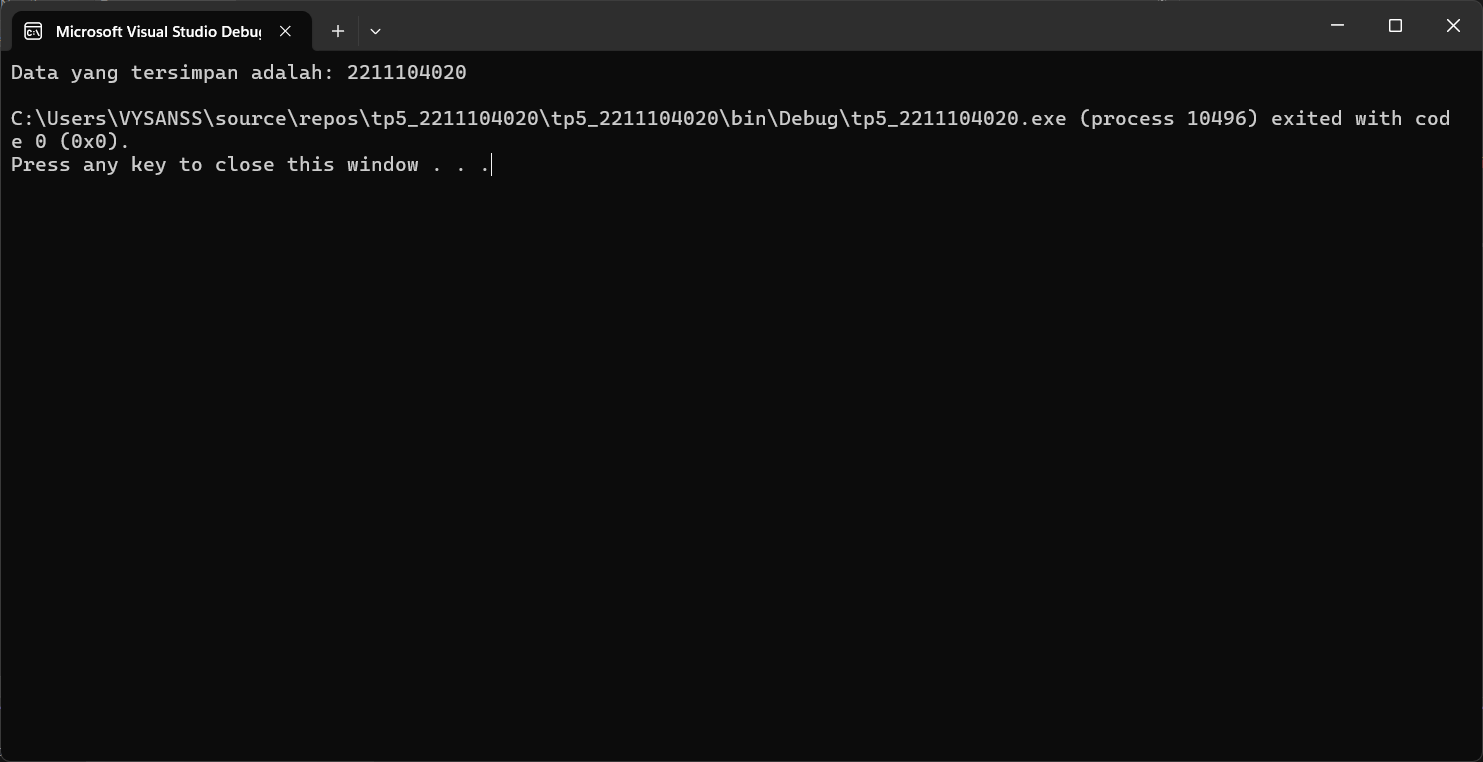 Microsoft Visual Studio Debu
Data yang tersimpan adalah: 2211104020
C:\Users\VYSANSS\source\repos\tp5_2211104020\tp5_2211104020\bin\Debug\tp5_2211104020.exe (process 10496) exited with cod
e 0 (0x0).
Press any key to close this window . . .